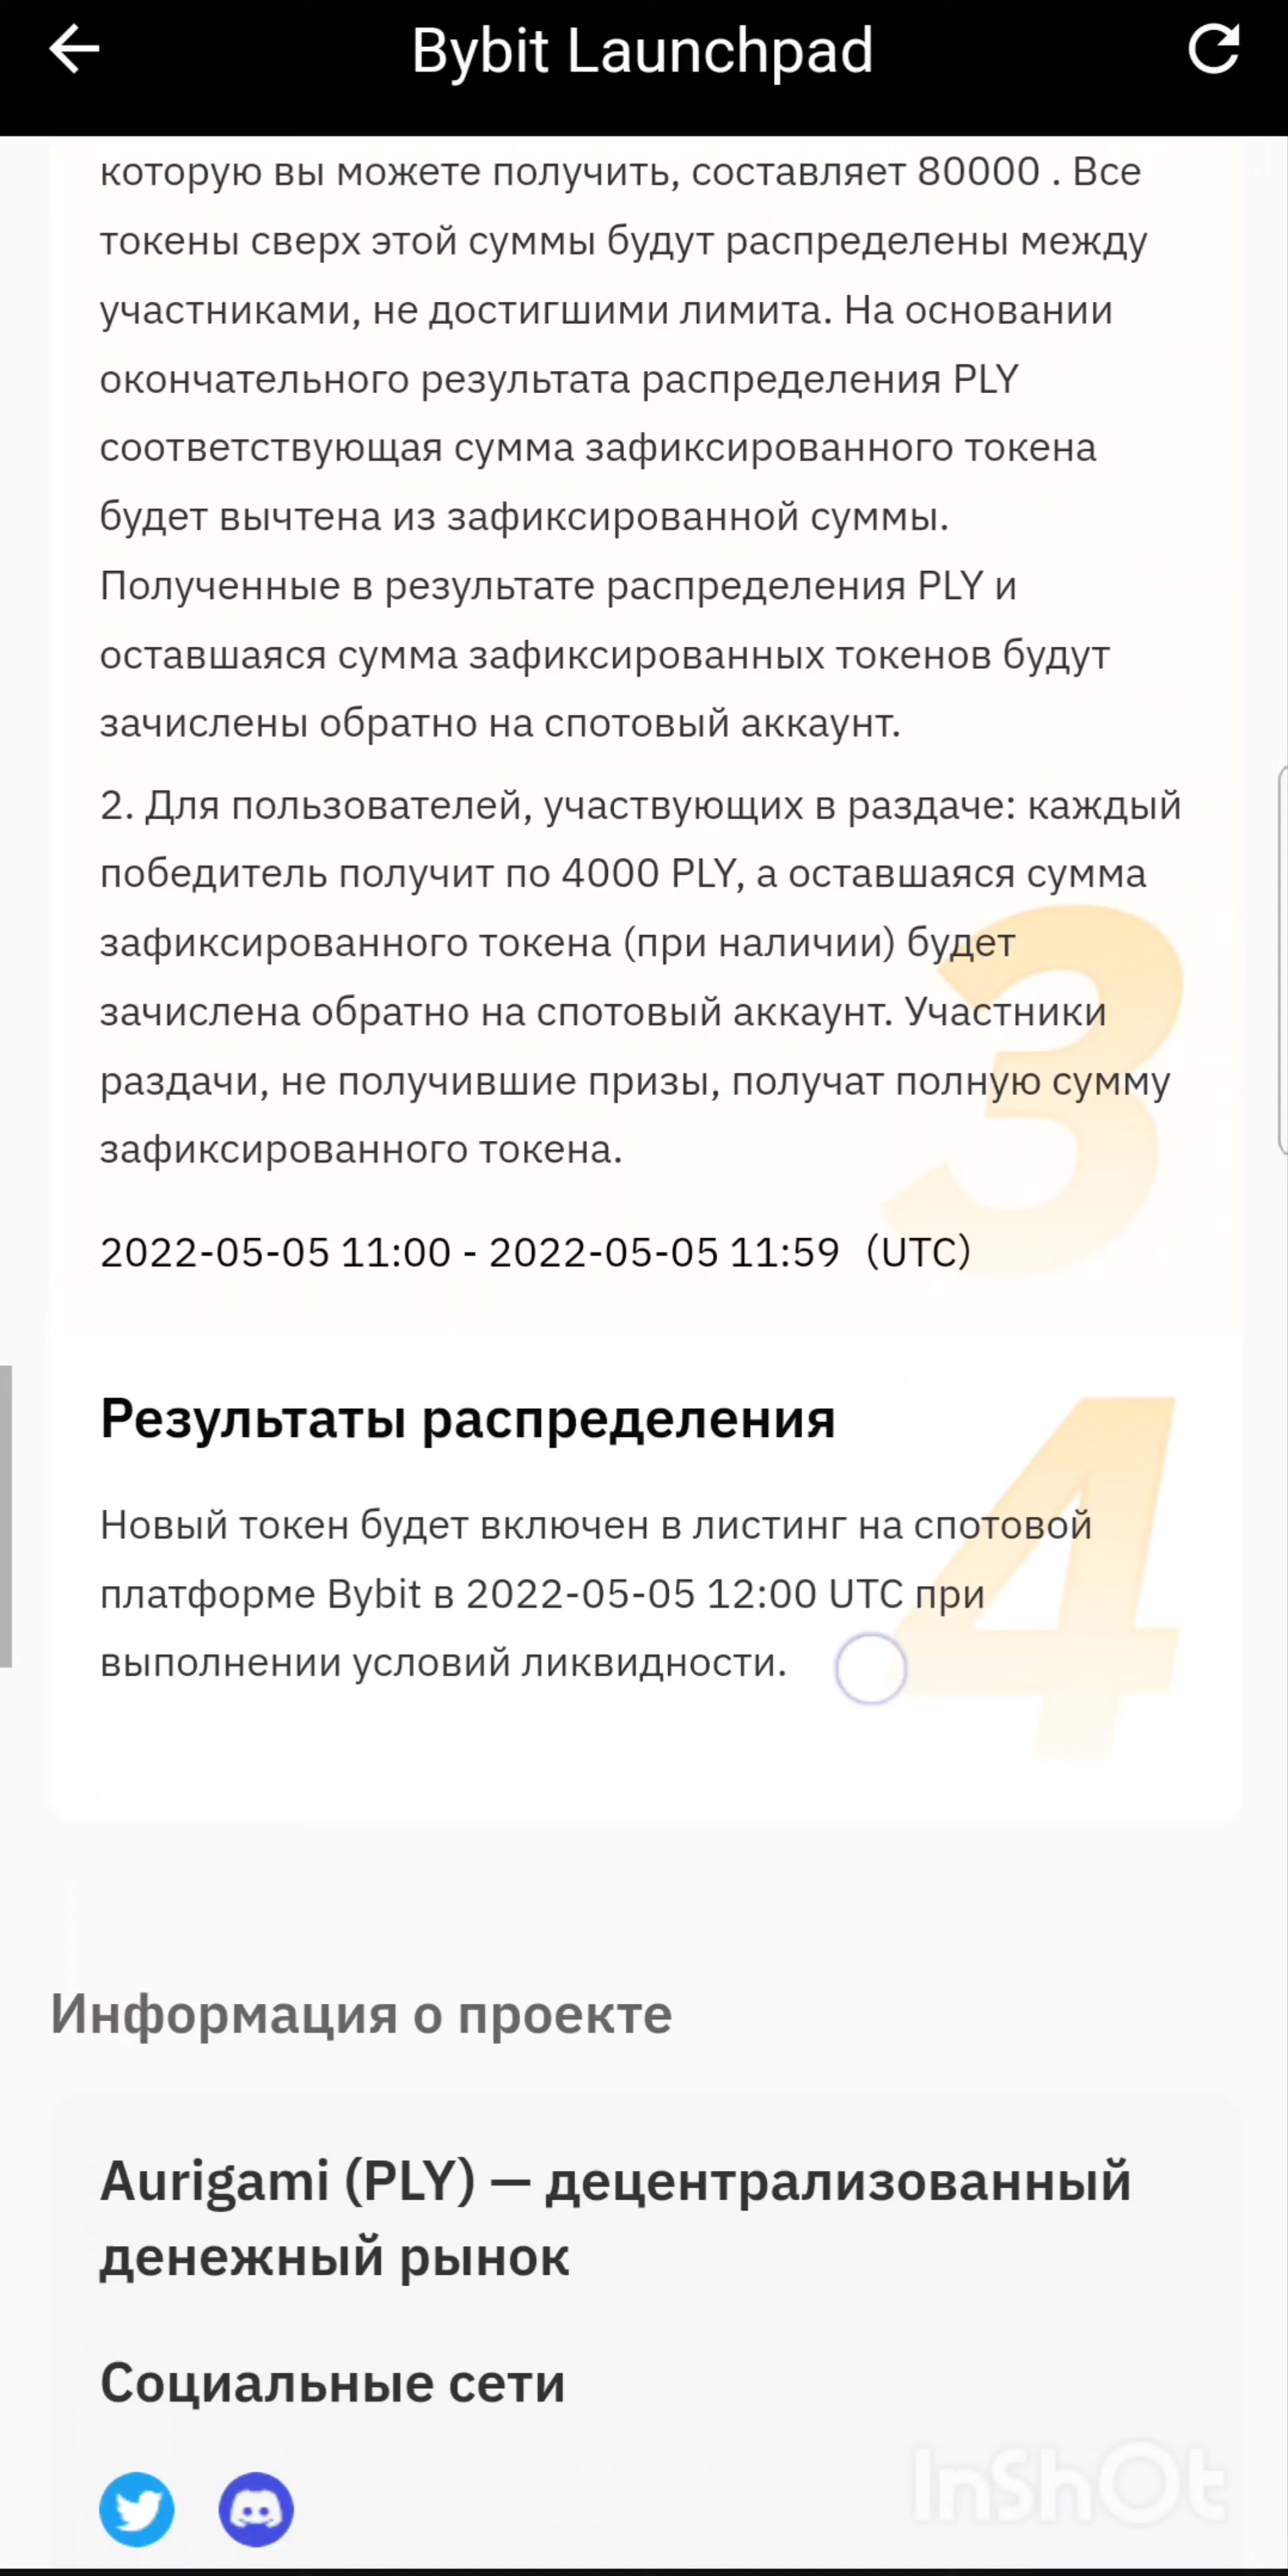 Bybit Launchpad
которую вы можете получить, составляет 80000 . Все
токены сверх этой суммы будут распределены между
участниками, не достигшими лимита. На основании
окончательного результата распределения PLY
соответствующая сумма зафиксированного токена
будет вычтена из зафиксированной суммы.
Полученные в результате распределения PLY и
оставшаяся сумма зафиксированных токенов будут
зачислены обратно на спотовый аккаунт.
2. Для пользователей, участвующих в раздаче: каждый
победитель получит по 4000 PLY, а оставшаяся сумма
зафиксированного токена (при наличии) будет
зачислена обратно на спотовый аккаунт. Участники
раздачи, не получившие призы, получат полную сумму
зафиксированного токена.
3
2022-05-05 11:00 - 2022-05-05 11:59 (UTC)
Результаты распределения
4
Новый токен будет включен в листинг на спотовой
платформе Bybit в 2022-05-05 12:00 UTC при
выполнении условий ликвидности.
Информация о проекте
Aurigami (PLY) — децентрализованный
денежный рынок
Социальные сети
InShOt